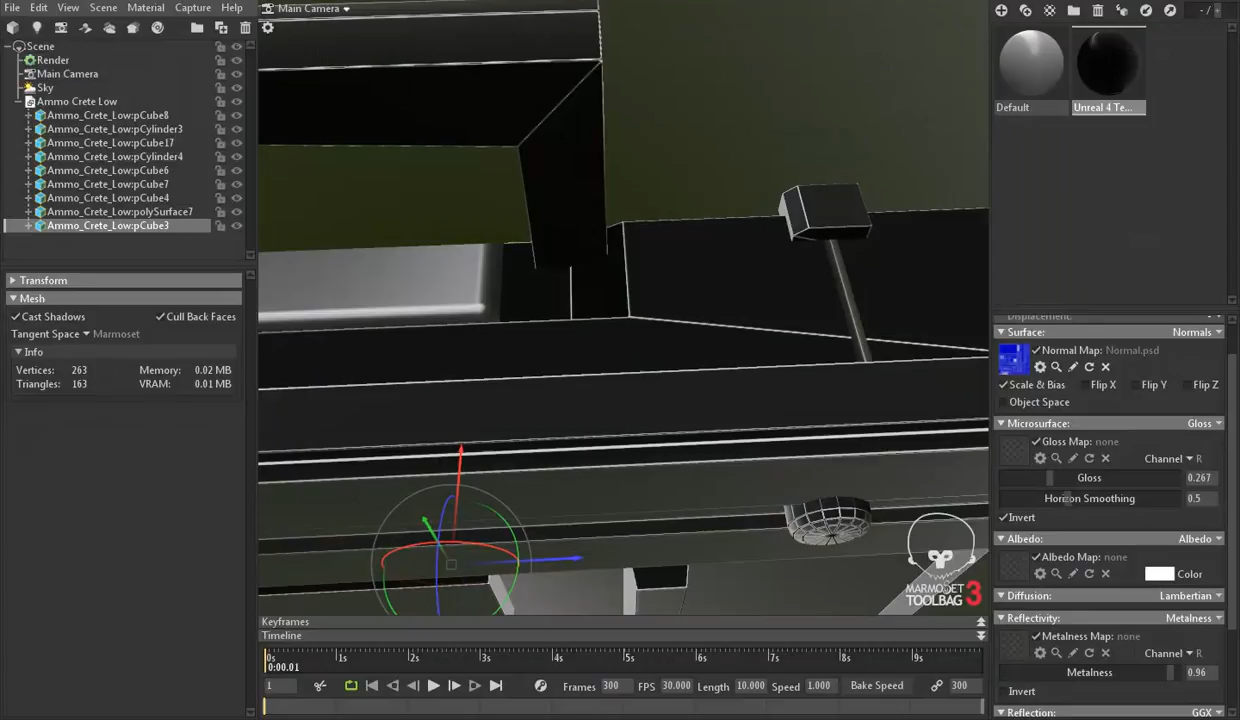 File Edit View Scene Material Capture Help
Main Camera
- /
Scene
Render
Main Camera
Sky
Ammo Crete Low
Ammo_Crete_Low:pCube8
Ammo_Crete_Low:pCylinder3
Ammo_Crete_Low:pCube17
Ammo_Crete_Low:pCylinder4
Ammo_Crete_Low:pCube6
Ammo_Crete_Low:pCube7
Ammo_Crete_Low:pCube4
Ammo_Crete_Low:polySurface7
Ammo_Crete_Low:pCube3
Transform
Mesh
Cast Shadows Cull Back Faces
Tangent Space Marmoset
Info
Vertices: 263 Memory: 0.02 MB
Triangles: 163 VRAM: 0.01 MB
Default Unreal 4 Te...
Displacement:
Surface: Normals
Normal Map: Normal.psd
Scale & Bias Flip X Flip Y Flip Z
Object Space
Microsurface: Gloss
Gloss Map: none
Channel R
Gloss 0.267
Horizon Smoothing 0.5
Invert
Albedo: Albedo
Albedo Map: none
Color
Diffusion: Lambertian
Reflectivity: Metalness
Metalness Map: none
Channel R
Metalness 0.96
Invert
Reflection: GGX
MARMOSET
TOOLBAG 3
Keyframes
Timeline
0s 1s 2s 3s 4s 5s 6s 7s 8s 9s
0:00.01
1 Frames 300 FPS 30.000 Length 10.000 Speed 1.000 Bake Speed 300